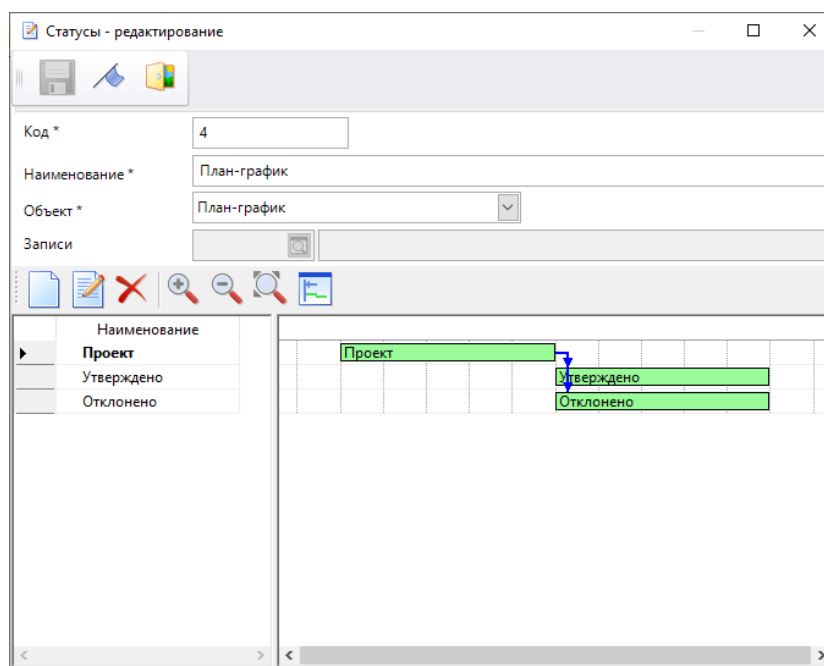 Статусы - редактирование
Код * 4
Наименование * План-график
Объект * План-график
Записи
Наименование
Проект Проект
Утверждено Утверждено
Отклонено Отклонено